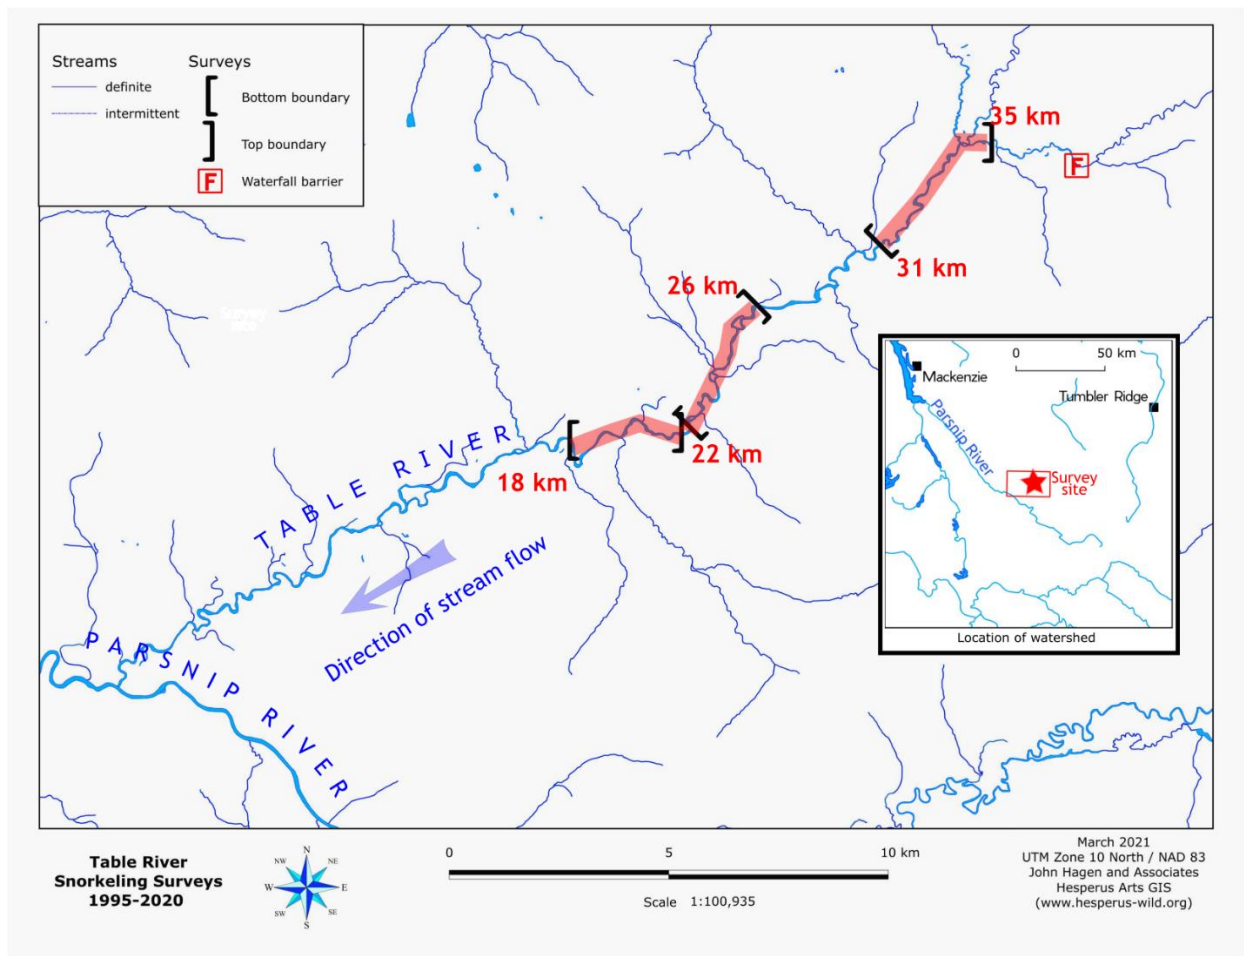 Streams
definite
intermittent
Surveys
Bottom boundary
Top boundary
F
Waterfall barrier
35 km
F
31 km
26 km
22 km
18 km
Survey
site
TABLE RIVER
Direction of stream flow
PARSNIP RIVER
0 50 km
Mackenzie
Tumbler Ridge
Parsnip River
Survey
site
Location of watershed
Table River
Snorkeling Surveys
1995-2020
N
NE
E
SE
S
SW
W
NW
0 5 10 km
Scale 1:100,935
March 2021
UTM Zone 10 North / NAD 83
John Hagen and Associates
Hesperus Arts GIS
(www.hesperus-wild.org)